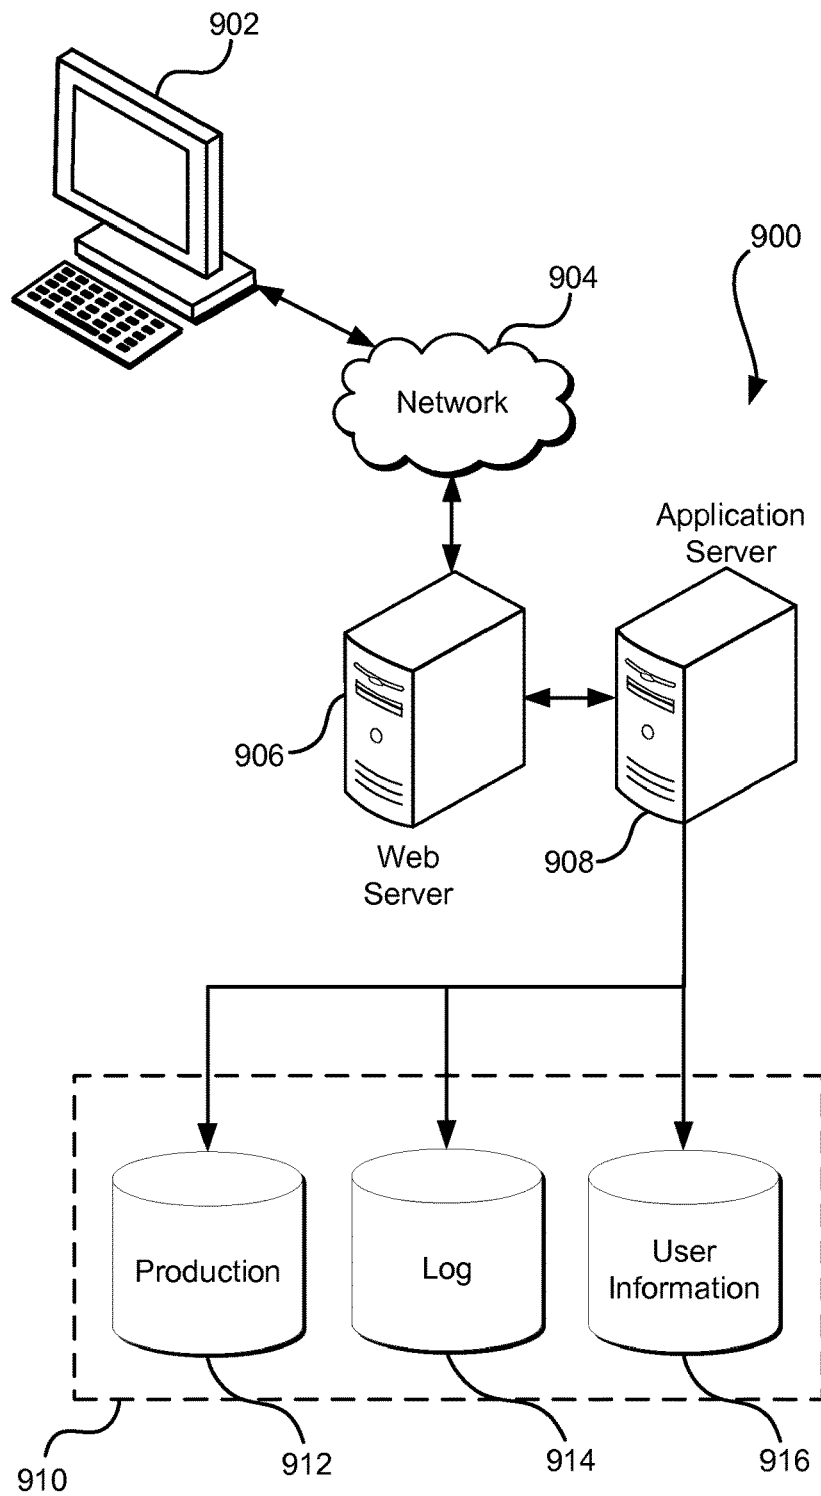 902
900
904
Network
Application
Server
906
908
Web
Server
Production
Log
User
Information
910
912
914
916